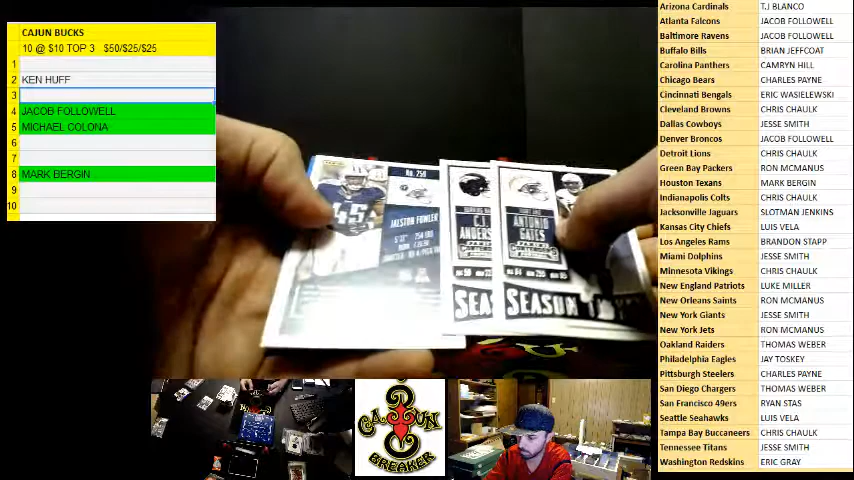 CAJUN BUCKS
10 @ $10 TOP 3 $50/$25/$25
1
2 KEN HUFF
3
4 JACOB FOLLOWELL
5 MICHAEL COLONA
6
7
8 MARK BERGIN
9
10
No. 250
45
JALSTON FOWLER
C.J.
ANTONIO
GATES
SEA
SEASON
CAJUN
BREAKER
Arizona Cardinals T.J BLANCO
Atlanta Falcons JACOB FOLLOWELL
Baltimore Ravens JACOB FOLLOWELL
Buffalo Bills BRIAN JEFFCOAT
Carolina Panthers CAMRYN HILL
Chicago Bears CHARLES PAYNE
Cincinnati Bengals ERIC WASIELEWSKI
Cleveland Browns CHRIS CHAULK
Dallas Cowboys JESSE SMITH
Denver Broncos JACOB FOLLOWELL
Detroit Lions CHRIS CHAULK
Green Bay Packers RON MCMANUS
Houston Texans MARK BERGIN
Indianapolis Colts CHRIS CHAULK
Jacksonville Jaguars SLOTMAN JENKINS
Kansas City Chiefs LUIS VELA
Los Angeles Rams BRANDON STAPP
Miami Dolphins JESSE SMITH
Minnesota Vikings CHRIS CHAULK
New England Patriots LUKE MILLER
New Orleans Saints RON MCMANUS
New York Giants JESSE SMITH
New York Jets RON MCMANUS
Oakland Raiders THOMAS WEBER
Philadelphia Eagles JAY TOSKEY
Pittsburgh Steelers CHARLES PAYNE
San Diego Chargers THOMAS WEBER
San Francisco 49ers RYAN STAS
Seattle Seahawks LUIS VELA
Tampa Bay Buccaneers CHRIS CHAULK
Tennessee Titans JESSE SMITH
Washington Redskins ERIC GRAY